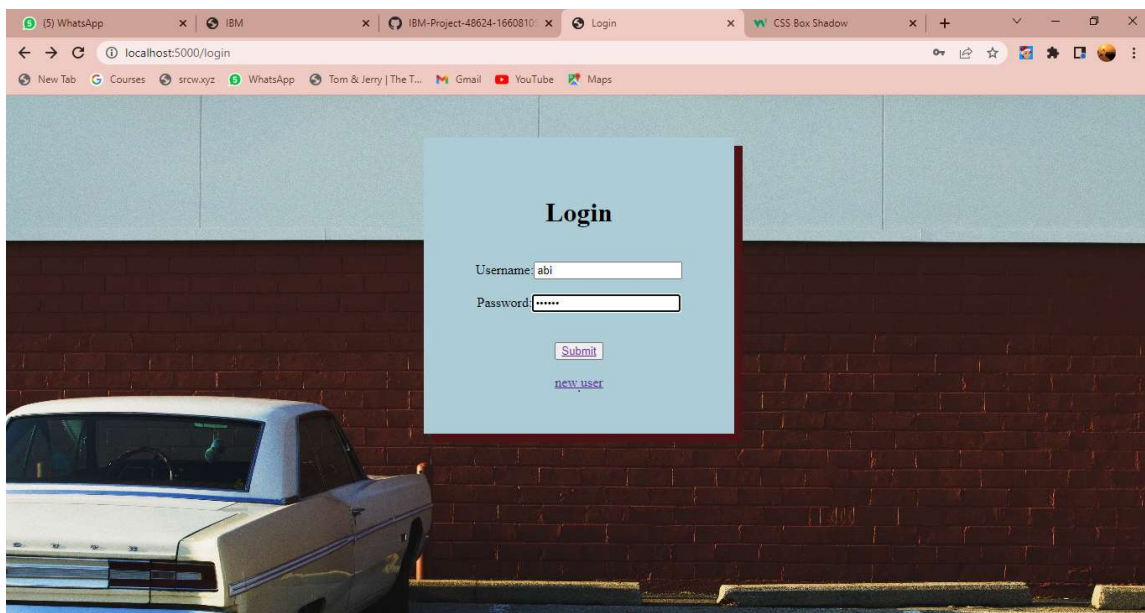 (5) WhatsApp
IBM
IBM-Project-48624-1660810
Login
CSS Box Shadow
localhost:5000/login
New Tab
Courses
srcw.xyz
WhatsApp
Tom & Jerry | The T...
Gmail
YouTube
Maps
Login
Username: abi
Password: ••••••
Submit
new user